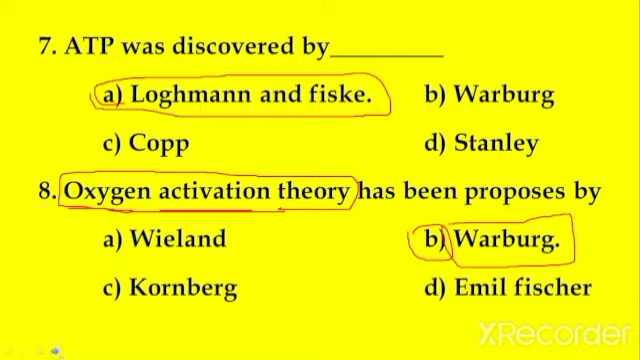 7. ATP was discovered by_________
a) Loghmann and fiske. b) Warburg
c) Copp d) Stanley
8. Oxygen activation theory has been proposes by
a) Wieland b) Warburg.
c) Kornberg d) Emil fischer
XRecorder